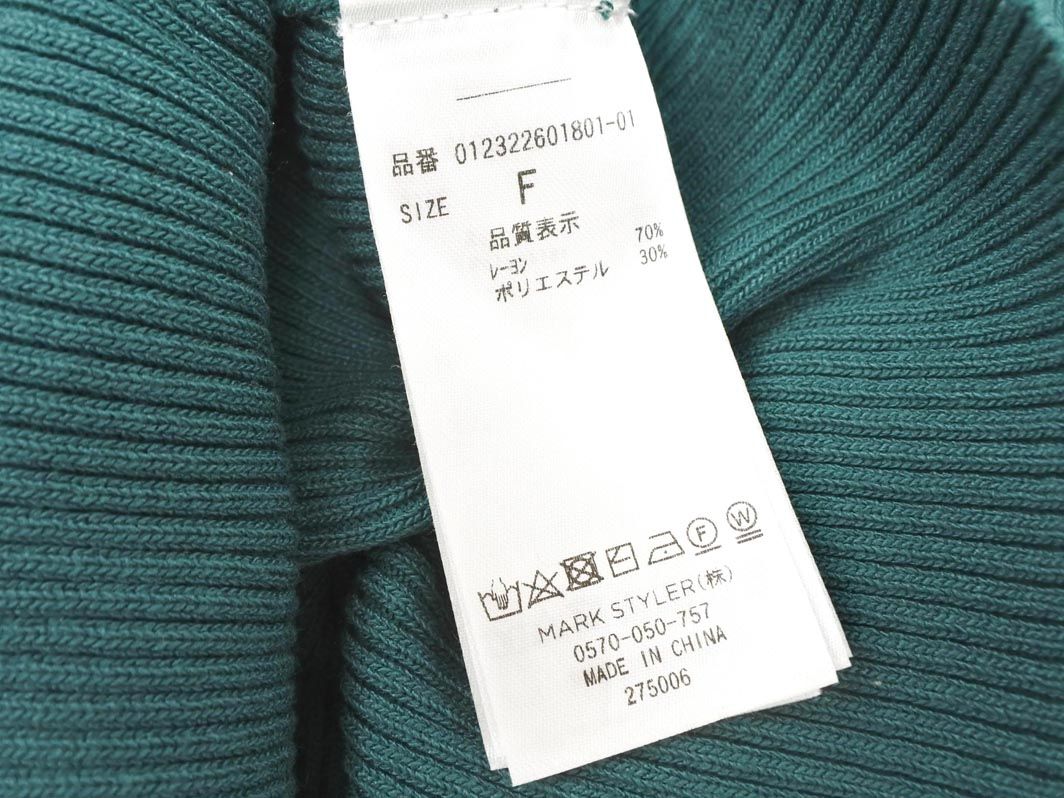 品番 012322601801-01
SIZE F
品質表示
レーヨン 70%
ポリエステル 30%
F W
MARK STYLER(株)
0570-050-757
MADE IN CHINA
275006